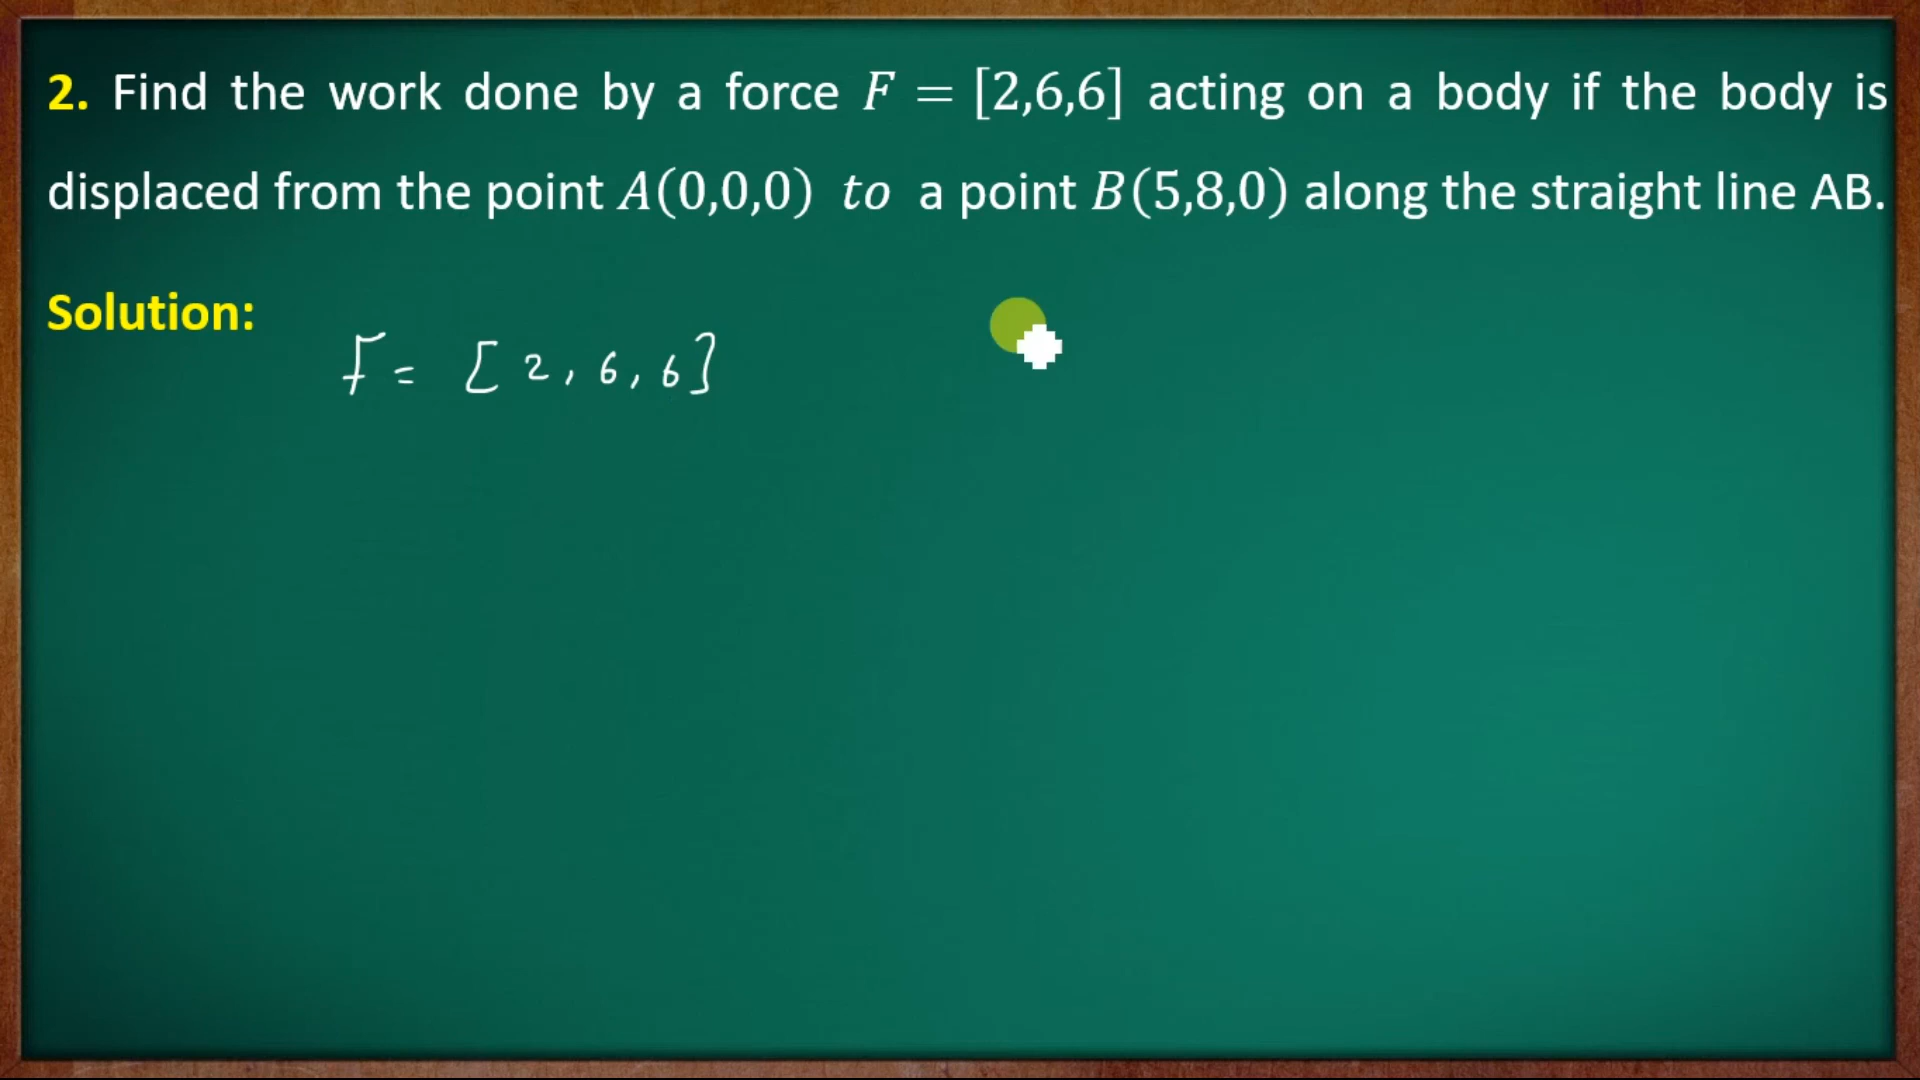 2. Find the work done by a force F = [2,6,6] acting on a body if the body is
displaced from the point A(0,0,0) to a point B(5,8,0) along the straight line AB.
Solution:
F = [ 2 , 6 , 6 ]